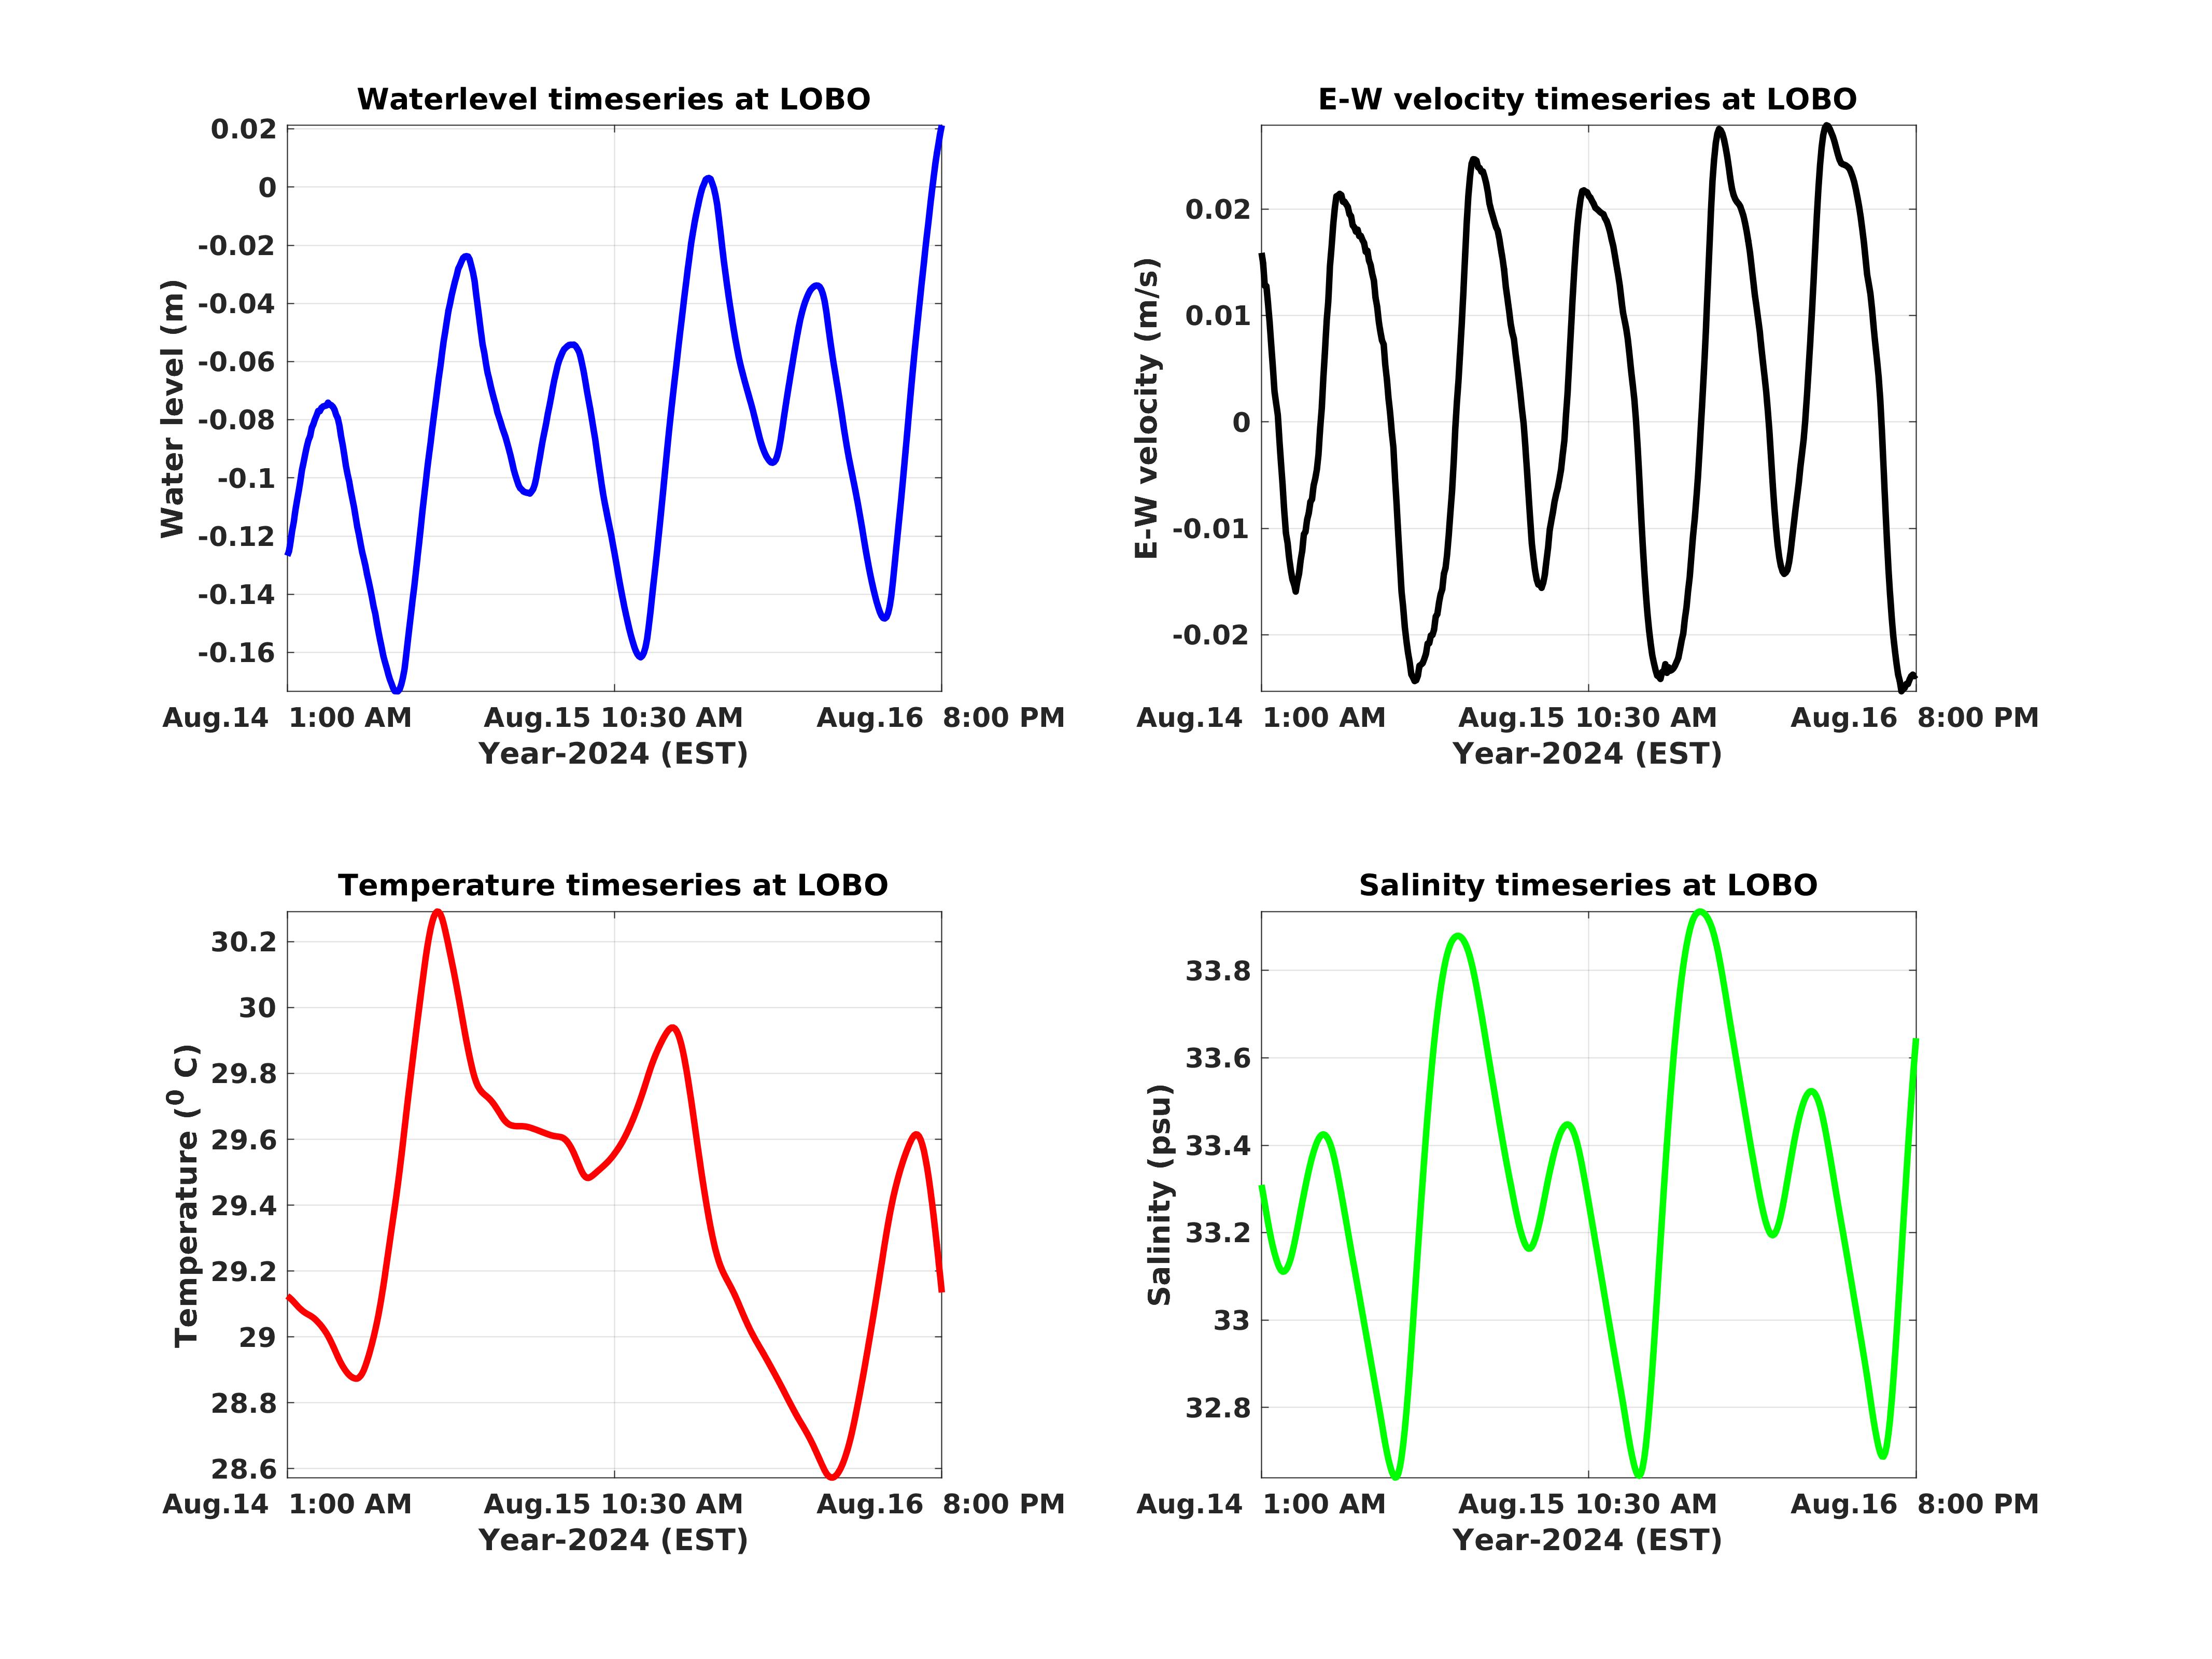 Waterlevel timeseries at LOBO
Water level (m)
0.02
0
-0.02
-0.04
-0.06
-0.08
-0.1
-0.12
-0.14
-0.16
Aug.14 1:00 AM
Aug.15 10:30 AM
Aug.16 8:00 PM
Year-2024 (EST)
E-W velocity timeseries at LOBO
E-W velocity (m/s)
0.02
0.01
0
-0.01
-0.02
Aug.14 1:00 AM
Aug.15 10:30 AM
Aug.16 8:00 PM
Year-2024 (EST)
Temperature timeseries at LOBO
Temperature (⁰ C)
30.2
30
29.8
29.6
29.4
29.2
29
28.8
28.6
Aug.14 1:00 AM
Aug.15 10:30 AM
Aug.16 8:00 PM
Year-2024 (EST)
Salinity timeseries at LOBO
Salinity (psu)
33.8
33.6
33.4
33.2
33
32.8
Aug.14 1:00 AM
Aug.15 10:30 AM
Aug.16 8:00 PM
Year-2024 (EST)